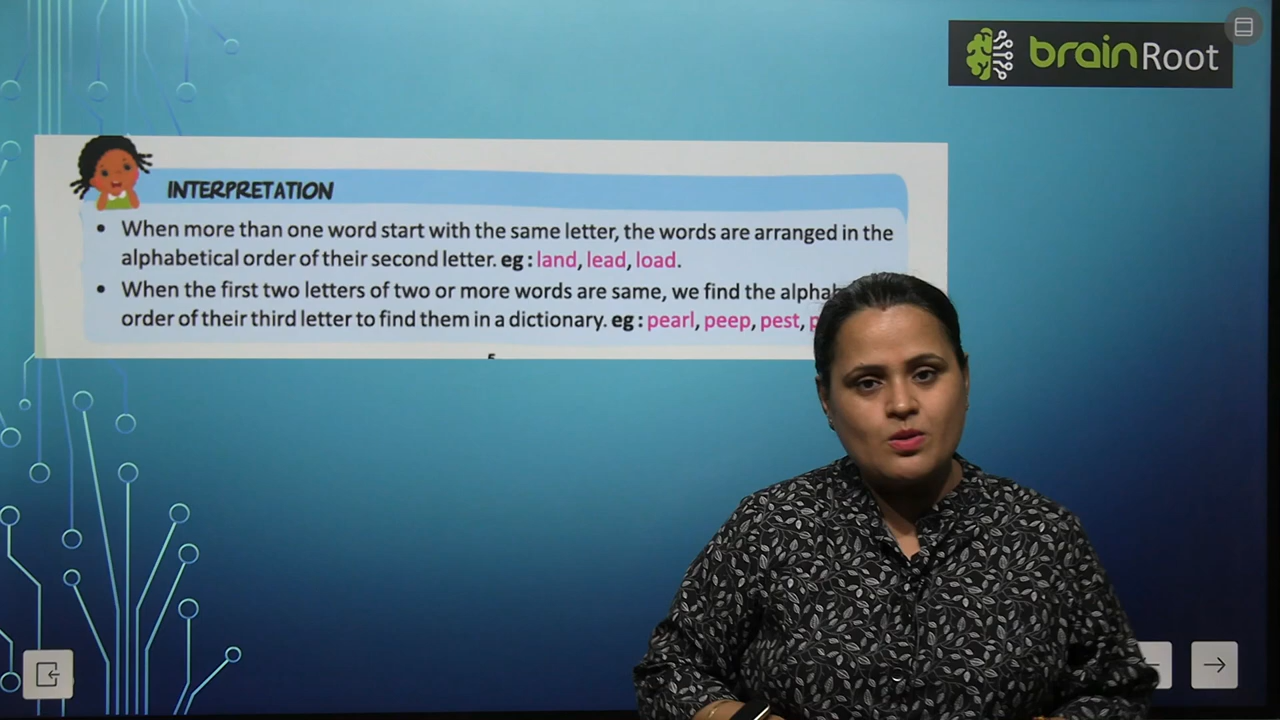 brainRoot
INTERPRETATION
• When more than one word start with the same letter, the words are arranged in the
alphabetical order of their second letter. eg : land, lead, load.
• When the first two letters of two or more words are same, we find the
order of their third letter to find them in a dictionary. eg : pearl, peep, pest,